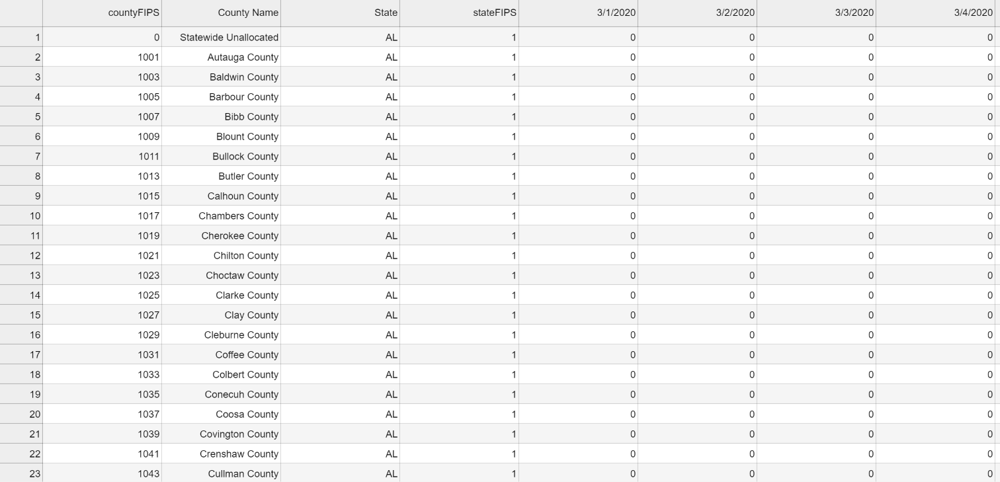 countyFIPS County Name State stateFIPS 3/1/2020 3/2/2020 3/3/2020 3/4/2020
1 0 Statewide Unallocated AL 1 0 0 0 0
2 1001 Autauga County AL 1 0 0 0 0
3 1003 Baldwin County AL 1 0 0 0 0
4 1005 Barbour County AL 1 0 0 0 0
5 1007 Bibb County AL 1 0 0 0 0
6 1009 Blount County AL 1 0 0 0 0
7 1011 Bullock County AL 1 0 0 0 0
8 1013 Butler County AL 1 0 0 0 0
9 1015 Calhoun County AL 1 0 0 0 0
10 1017 Chambers County AL 1 0 0 0 0
11 1019 Cherokee County AL 1 0 0 0 0
12 1021 Chilton County AL 1 0 0 0 0
13 1023 Choctaw County AL 1 0 0 0 0
14 1025 Clarke County AL 1 0 0 0 0
15 1027 Clay County AL 1 0 0 0 0
16 1029 Cleburne County AL 1 0 0 0 0
17 1031 Coffee County AL 1 0 0 0 0
18 1033 Colbert County AL 1 0 0 0 0
19 1035 Conecuh County AL 1 0 0 0 0
20 1037 Coosa County AL 1 0 0 0 0
21 1039 Covington County AL 1 0 0 0 0
22 1041 Crenshaw County AL 1 0 0 0 0
23 1043 Cullman County AL 1 0 0 0 0